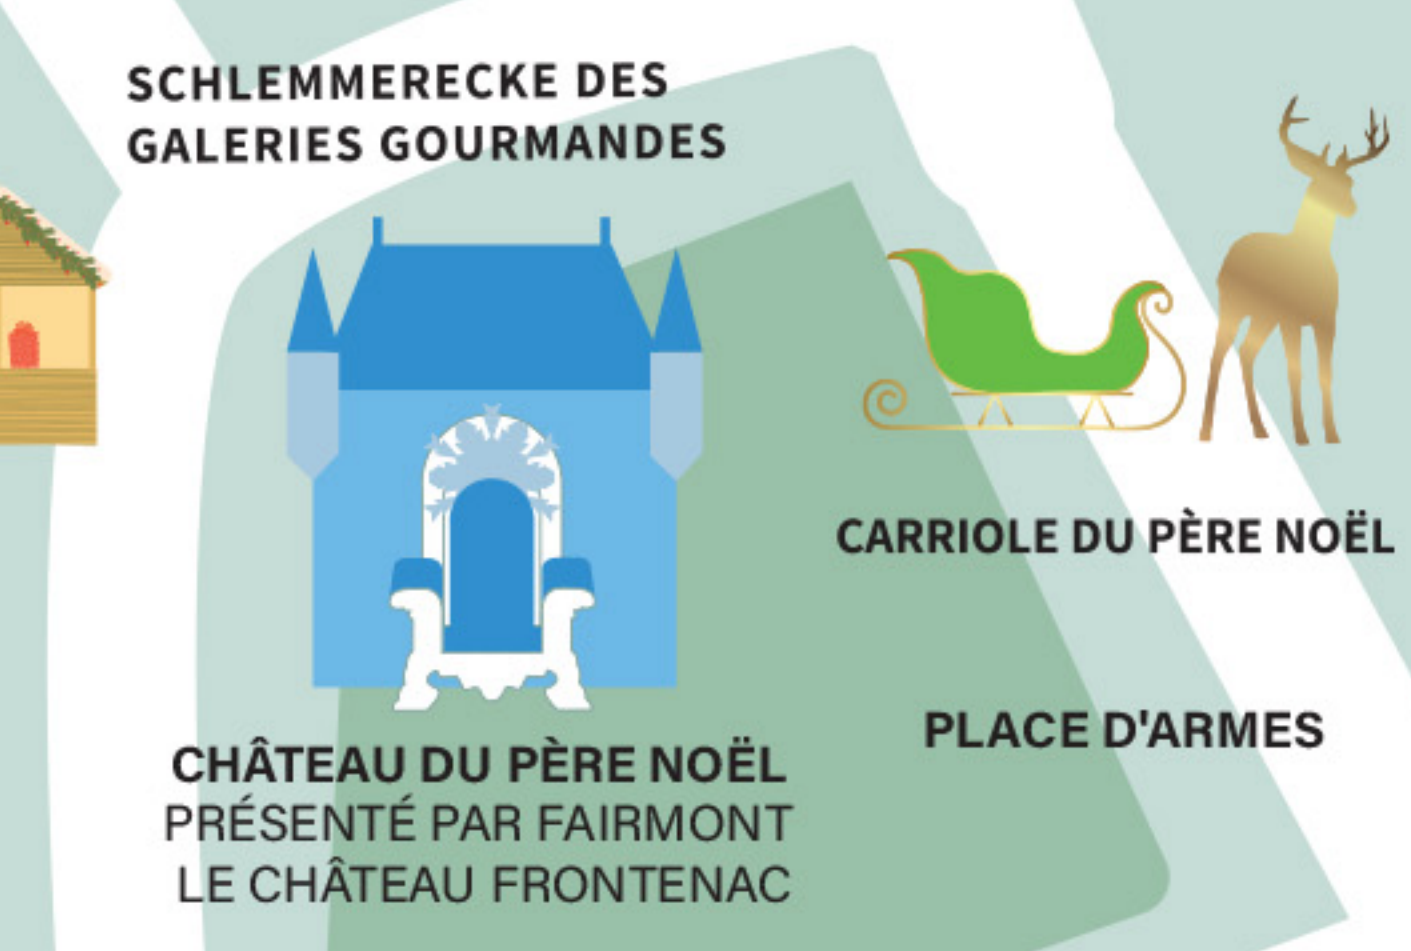 SCHLEMMERECKE DES
GALERIES GOURMANDES
CARRIOLE DU PÈRE NOËL
PLACE D'ARMES
CHÂTEAU DU PÈRE NOËL
PRÉSENTÉ PAR FAIRMONT
LE CHÂTEAU FRONTENAC